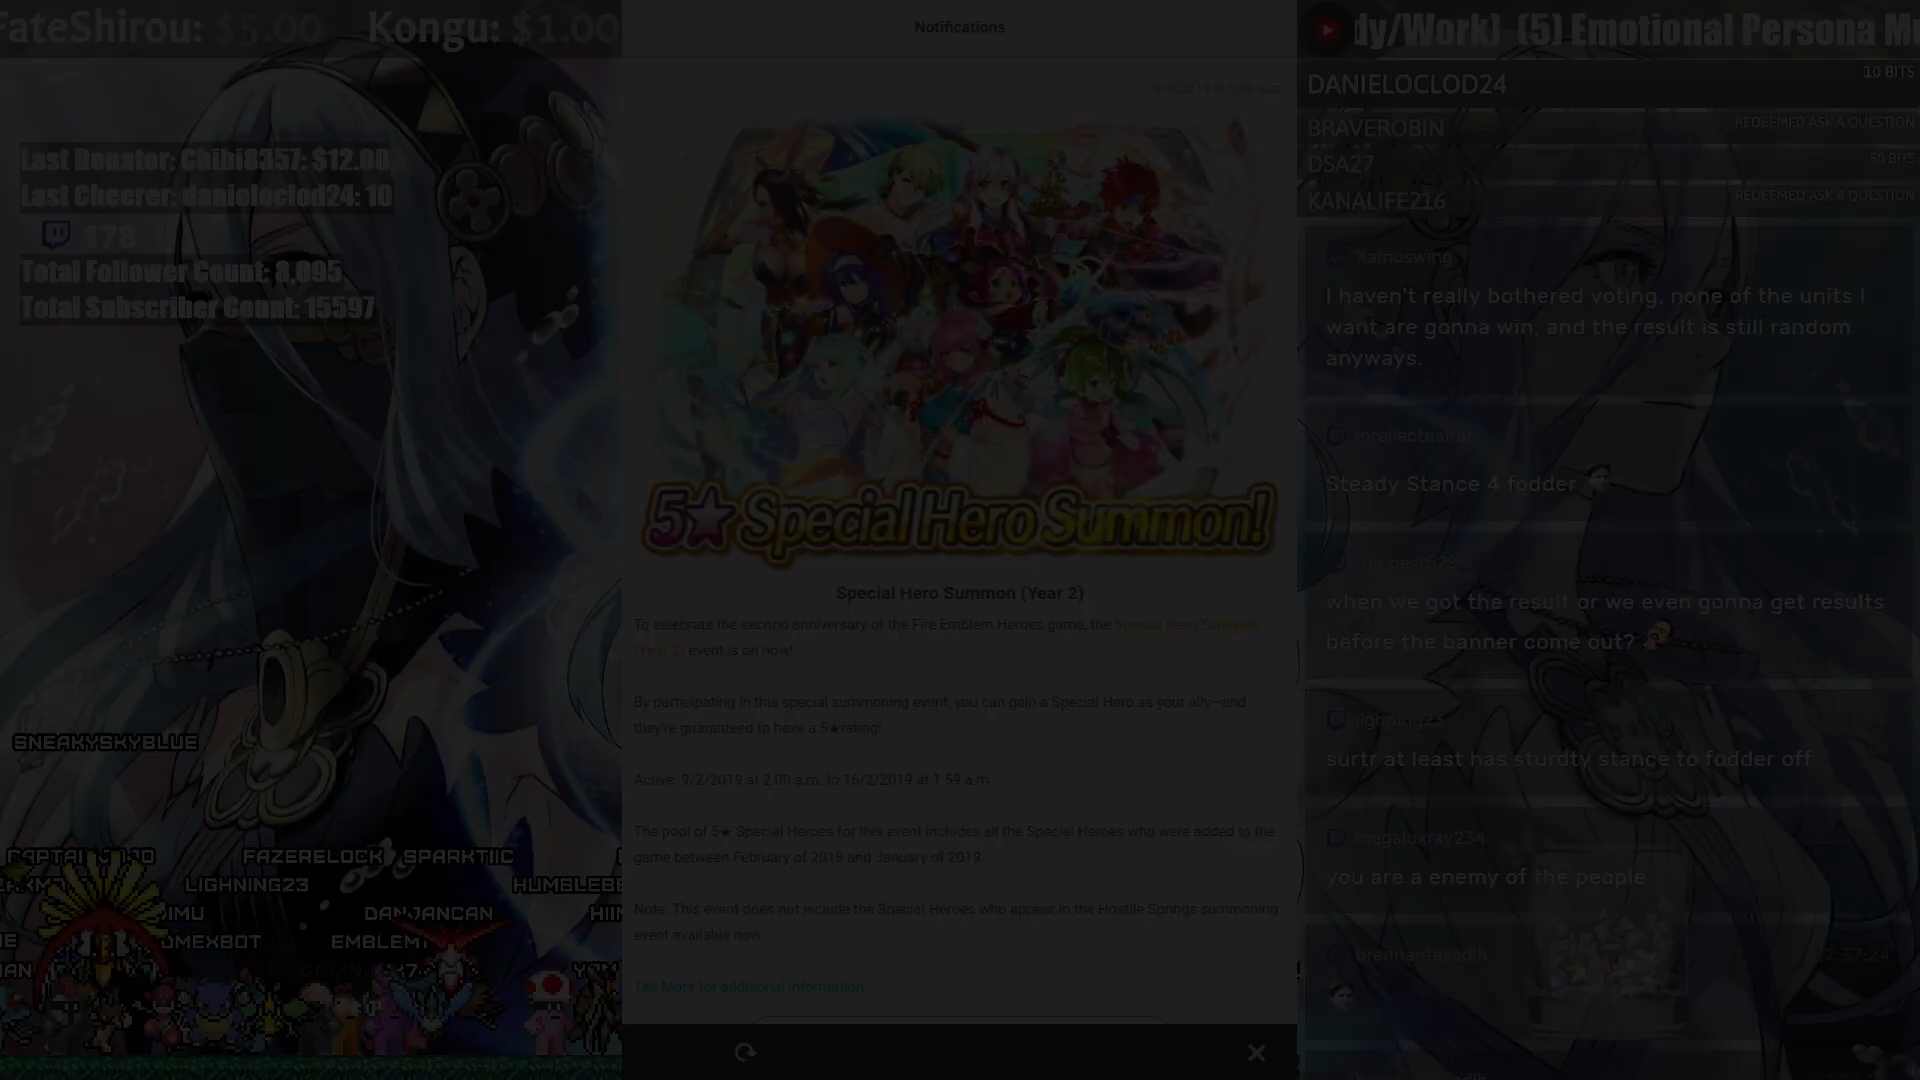 FateShirou: $5.00 Kongu: $1.00
Last Donator: Chibi8357: $12.00
Last Cheerer: danieloclod24: 10
178
Total Follower Count: 8,095
Total Subscriber Count: 15597
SNEAKYSKYBLUE
FAZERELOCK SPARKTIIC
LIGHNING23
DANJANCAN
Notifications
5★ Special Hero Summon!
Special Hero Summon (Year 2)
To celebrate the second anniversary of the Fire Emblem Heroes game, the Special Hero Summon
(Year 2) event is on now!
By participating in this special summoning event, you can gain a Special Hero as your ally—and
they're guaranteed to have a 5★ rating!
Active: 9/2/2019 at 2:00 a.m. to 16/2/2019 at 1:59 a.m.
The pool of 5★ Special Heroes for this event includes all the Special Heroes who were added to the
game between February of 2018 and January of 2019.
Note: This event does not include the Special Heroes who appear in the Hostile Springs summoning
event available now.
Tap More for additional information.
dy/Work) (5) Emotional Persona M
DANIELOCLOD24 10 BITS
BRAVEROBIN REDEEMED ASK A QUESTION
DSA27 50 BITS
KANALIFE216 REDEEMED ASK A QUESTION
Xamuswing
I haven't really bothered voting, none of the units I
want are gonna win, and the result is still random
anyways.
Steady Stance 4 fodder
when we got the result or we even gonna get results
before the banner come out?
lighning23
surtr at least has sturdty stance to fodder off
megaluxray234
you are a enemy of the people